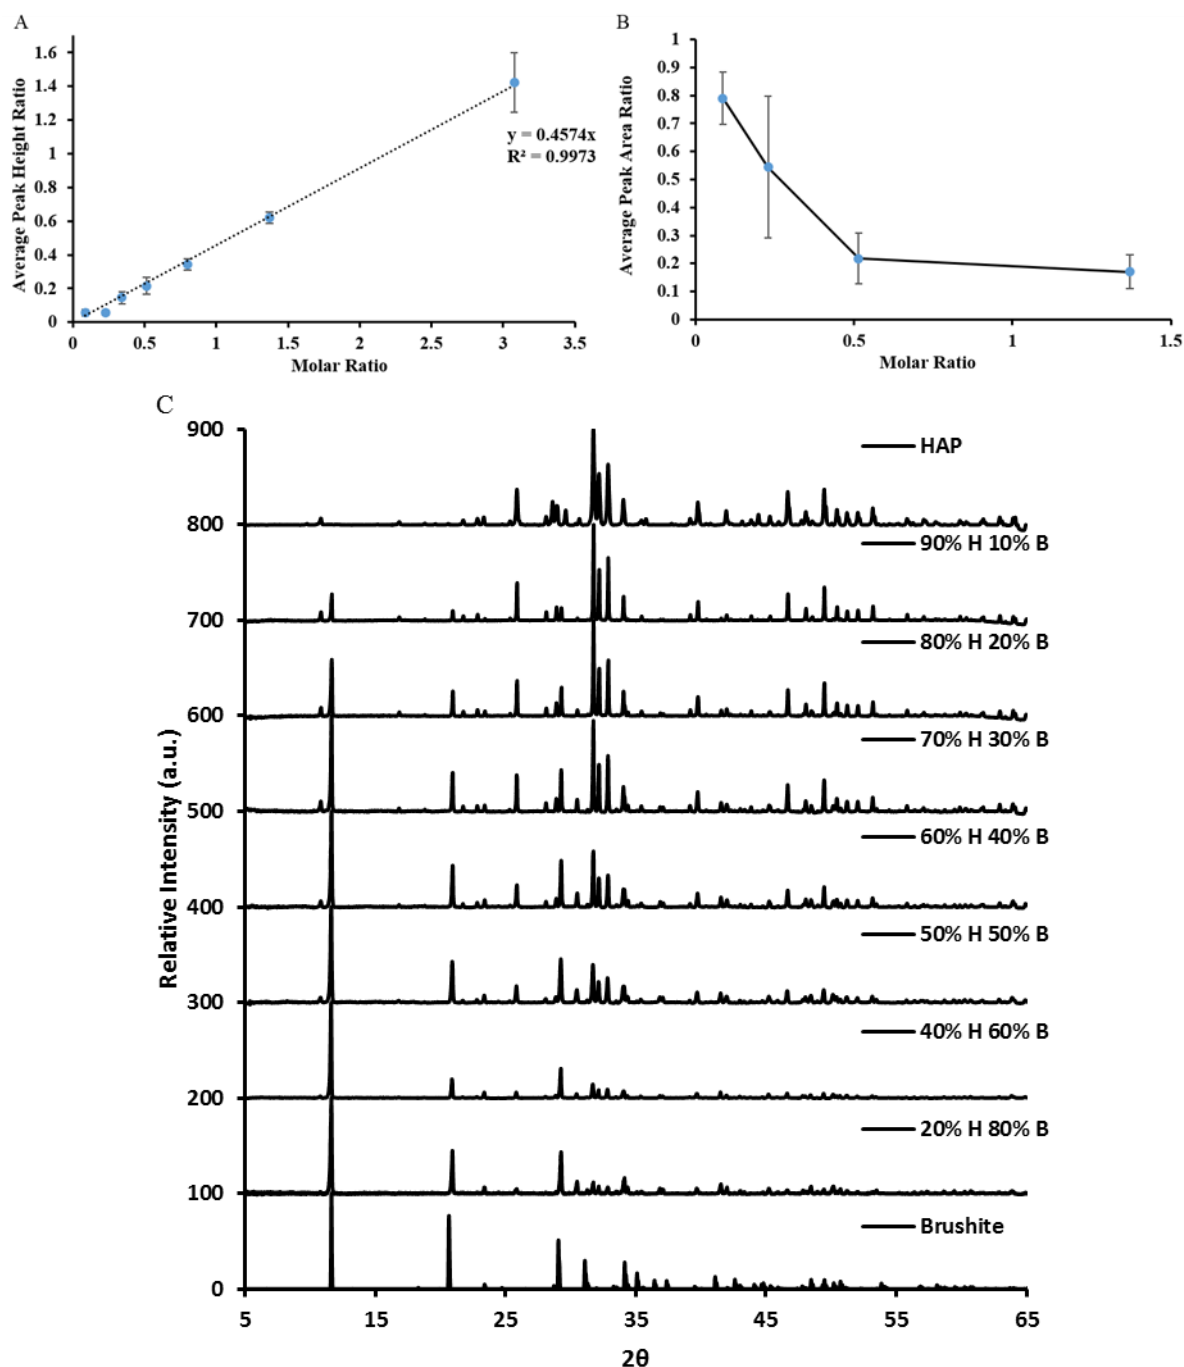 A
Average Peak Height Ratio
1.6
1.4
1.2
1
0.8
0.6
0.4
0.2
0
y = 0.4574x
R² = 0.9973
0 0.5 1 1.5 2 2.5 3 3.5
Molar Ratio
B
Average Peak Area Ratio
1
0.9
0.8
0.7
0.6
0.5
0.4
0.3
0.2
0.1
0
0 0.5 1 1.5
Molar Ratio
C
Relative Intensity (a.u.)
900
HAP
800
90% H 10% B
700
80% H 20% B
600
70% H 30% B
500
60% H 40% B
400
50% H 50% B
300
40% H 60% B
200
20% H 80% B
100
Brushite
0
5 15 25 35 45 55 65
2θ